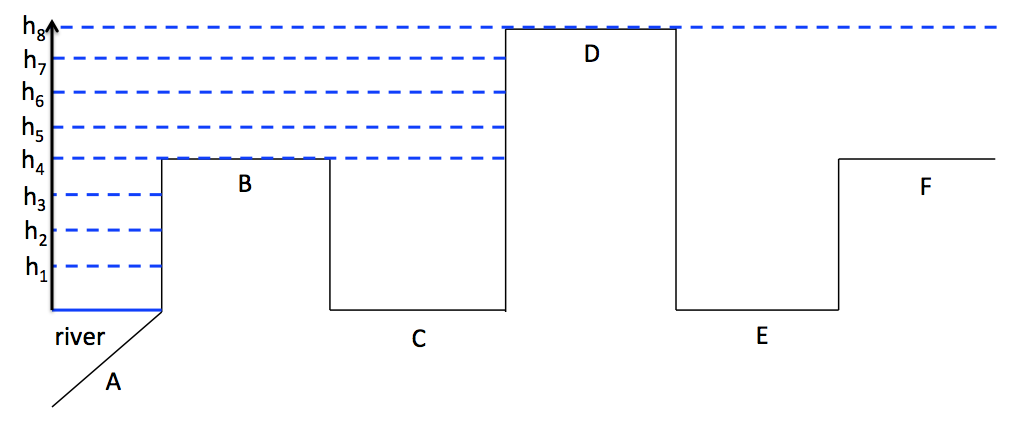 h₈
h₇
h₆
h₅
h₄
h₃
h₂
h₁
D
B
F
river
C
E
A